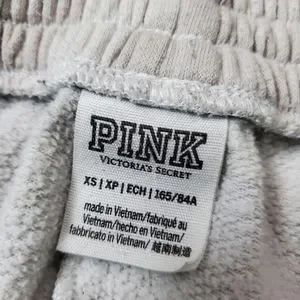 PINK
VICTORIA'S SECRET
XS | XP | ECH | 165/84A
made in Vietnam/fabriqué au
Vietnam/hecho en Vietnam/
fabbricato in Vietnam/ 越南制造